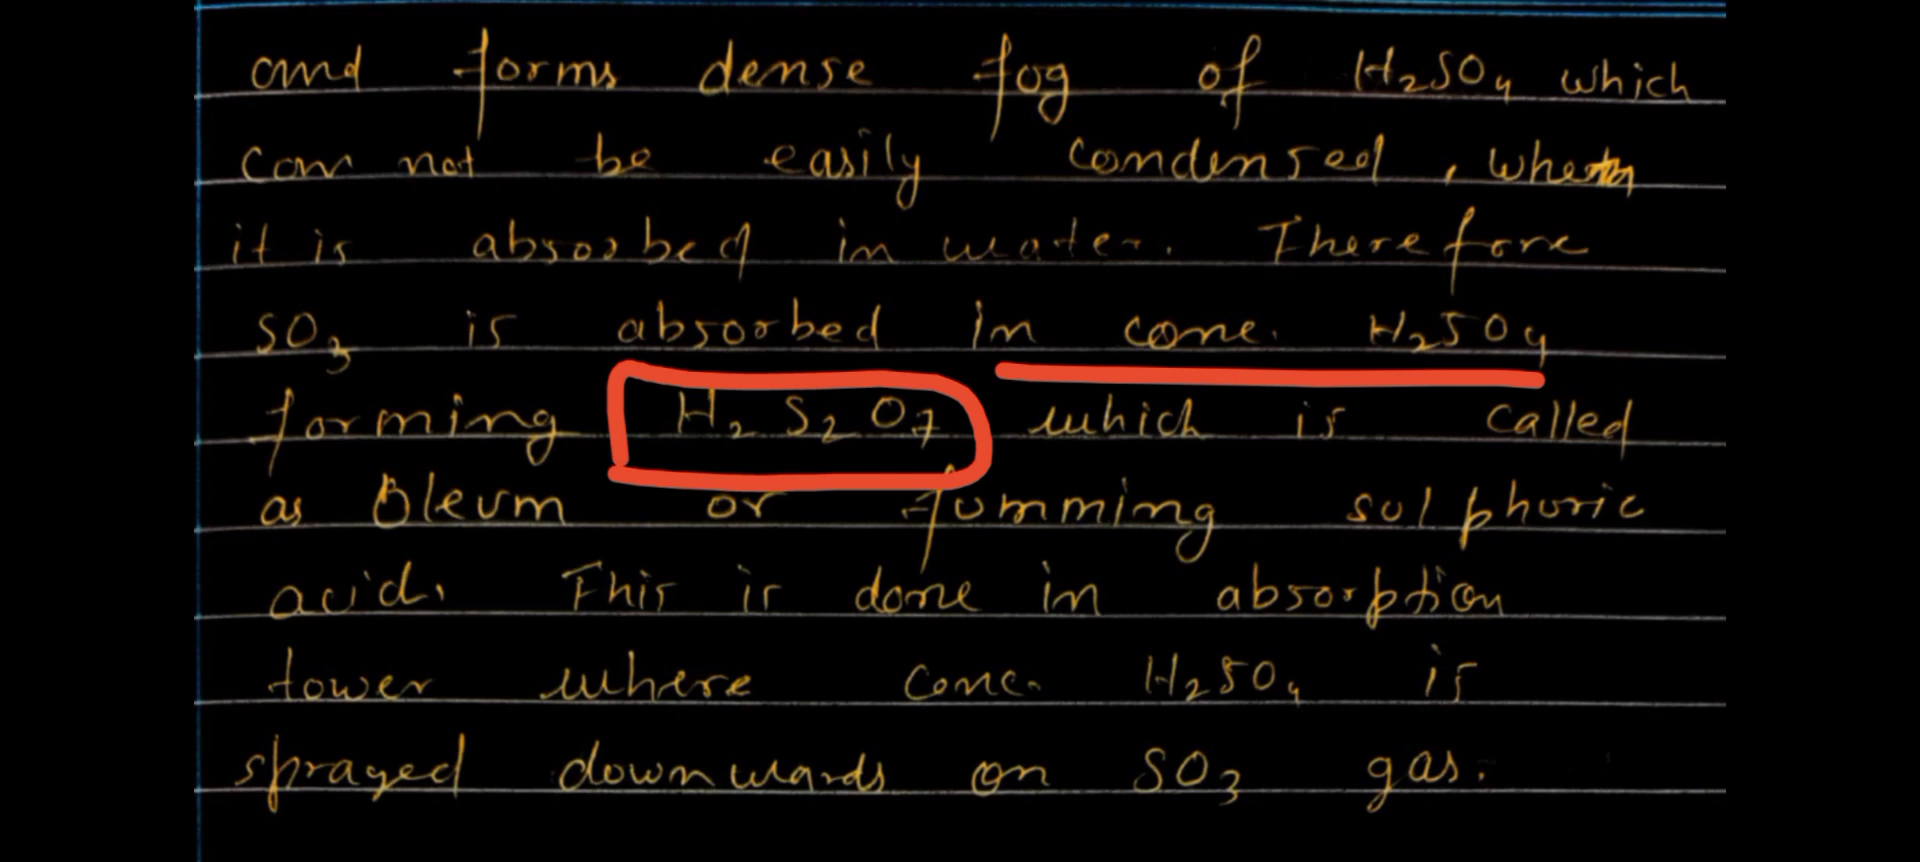 and forms dense fog of H₂SO₄ which
can not be easily condensed, when
it is absorbed in water. Therefore
SO₃ is absorbed in conc. H₂SO₄
forming H₂S₂O₇ which is called
as Oleum or fumming sulphuric
acid. This is done in absorption
tower where conc. H₂SO₄ is
sprayed downwards on SO₃ gas.